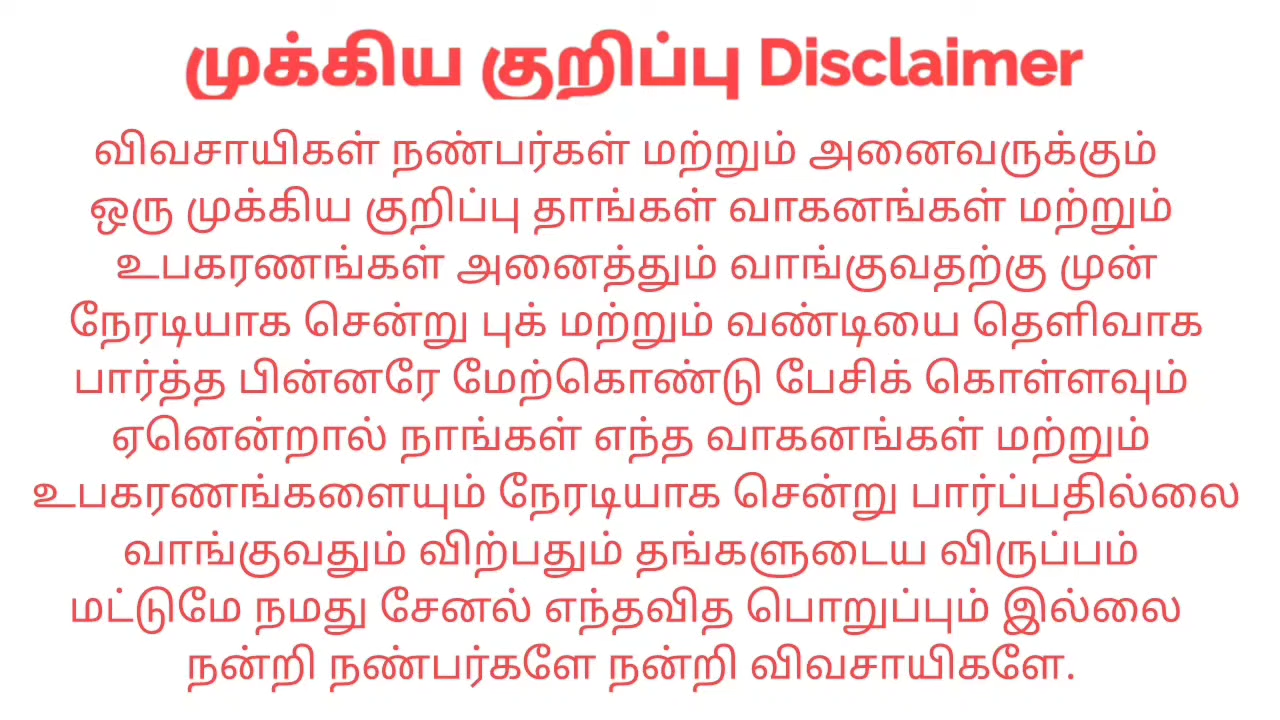 முக்கிய குறிப்பு Disclaimer
விவசாயிகள் நண்பர்கள் மற்றும் அனைவருக்கும்
ஒரு முக்கிய குறிப்பு தாங்கள் வாகனங்கள் மற்றும்
உபகரணங்கள் அனைத்தும் வாங்குவதற்கு முன்
நேரடியாக சென்று புக் மற்றும் வண்டியை தெளிவாக
பார்த்த பின்னரே மேற்கொண்டு பேசிக் கொள்ளவும்
ஏனென்றால் நாங்கள் எந்த வாகனங்கள் மற்றும்
உபகரணங்களையும் நேரடியாக சென்று பார்ப்பதில்லை
வாங்குவதும் விற்பதும் தங்களுடைய விருப்பம்
மட்டுமே நமது சேனல் எந்தவித பொறுப்பும் இல்லை
நன்றி நண்பர்களே நன்றி விவசாயிகளே.